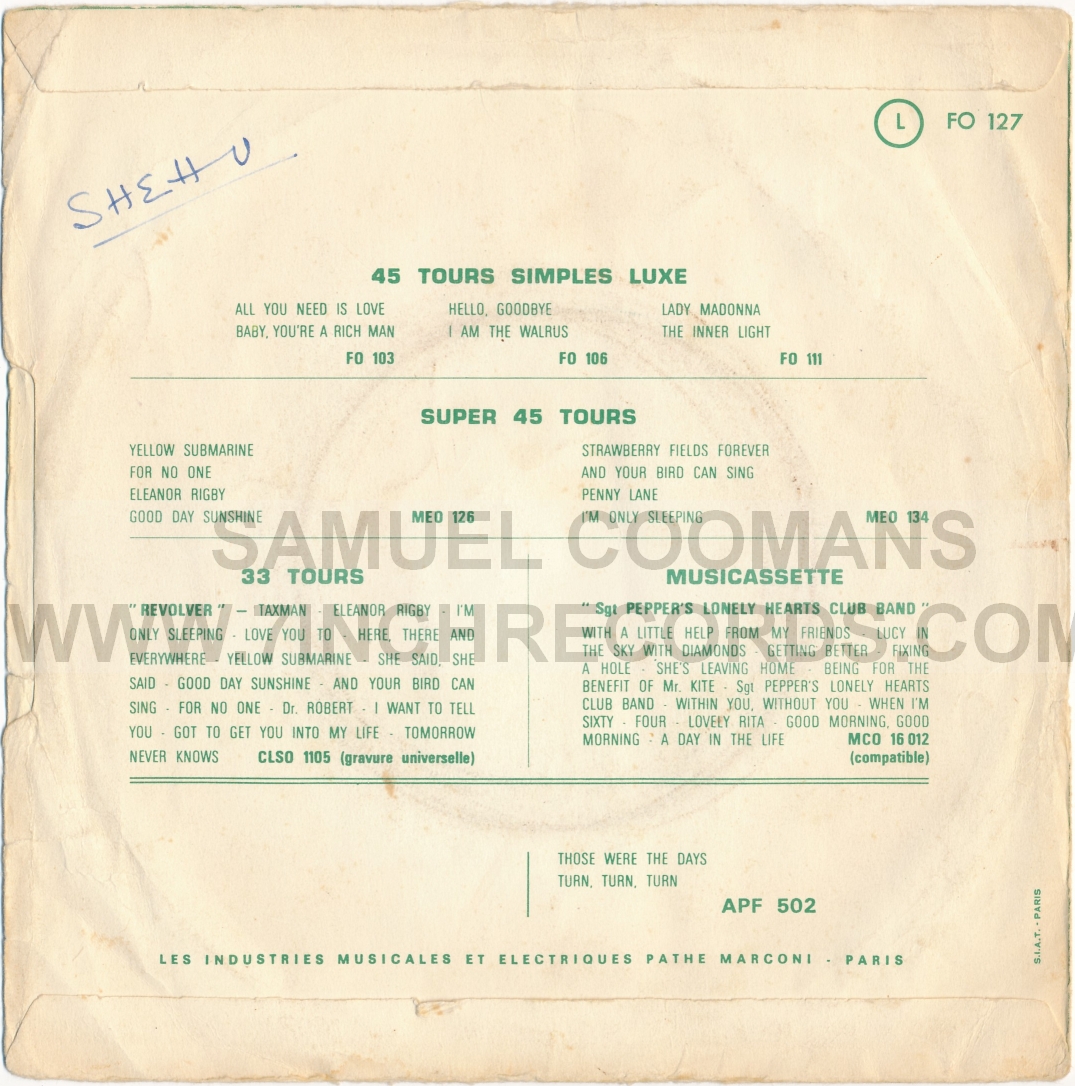 L FO 127
SHEHU
45 TOURS SIMPLES LUXE
ALL YOU NEED IS LOVE
BABY, YOU'RE A RICH MAN
FO 103
HELLO, GOODBYE
I AM THE WALRUS
FO 106
LADY MADONNA
THE INNER LIGHT
FO 111
SUPER 45 TOURS
YELLOW SUBMARINE
FOR NO ONE
ELEANOR RIGBY
GOOD DAY SUNSHINE MEO 126
STRAWBERRY FIELDS FOREVER
AND YOUR BIRD CAN SING
PENNY LANE
I'M ONLY SLEEPING MEO 134
SAMUEL COOMANS
WWW.7INCHRECORDS.COM
33 TOURS
" REVOLVER " – TAXMAN - ELEANOR RIGBY - I'M
ONLY SLEEPING - LOVE YOU TO - HERE, THERE AND
EVERYWHERE - YELLOW SUBMARINE - SHE SAID, SHE
SAID - GOOD DAY SUNSHINE - AND YOUR BIRD CAN
SING - FOR NO ONE - Dr. ROBERT - I WANT TO TELL
YOU - GOT TO GET YOU INTO MY LIFE - TOMORROW
NEVER KNOWS CLSO 1105 (gravure universelle)
MUSICASSETTE
" Sgt PEPPER'S LONELY HEARTS CLUB BAND "
WITH A LITTLE HELP FROM MY FRIENDS - LUCY IN
THE SKY WITH DIAMONDS - GETTING BETTER - FIXING
A HOLE - SHE'S LEAVING HOME - BEING FOR THE
BENEFIT OF Mr. KITE - Sgt PEPPER'S LONELY HEARTS
CLUB BAND - WITHIN YOU, WITHOUT YOU - WHEN I'M
SIXTY - FOUR - LOVELY RITA - GOOD MORNING, GOOD
MORNING - A DAY IN THE LIFE MCO 16 012
(compatible)
THOSE WERE THE DAYS
TURN, TURN, TURN
APF 502
LES INDUSTRIES MUSICALES ET ELECTRIQUES PATHE MARCONI - PARIS
S.I.A.T. - PARIS